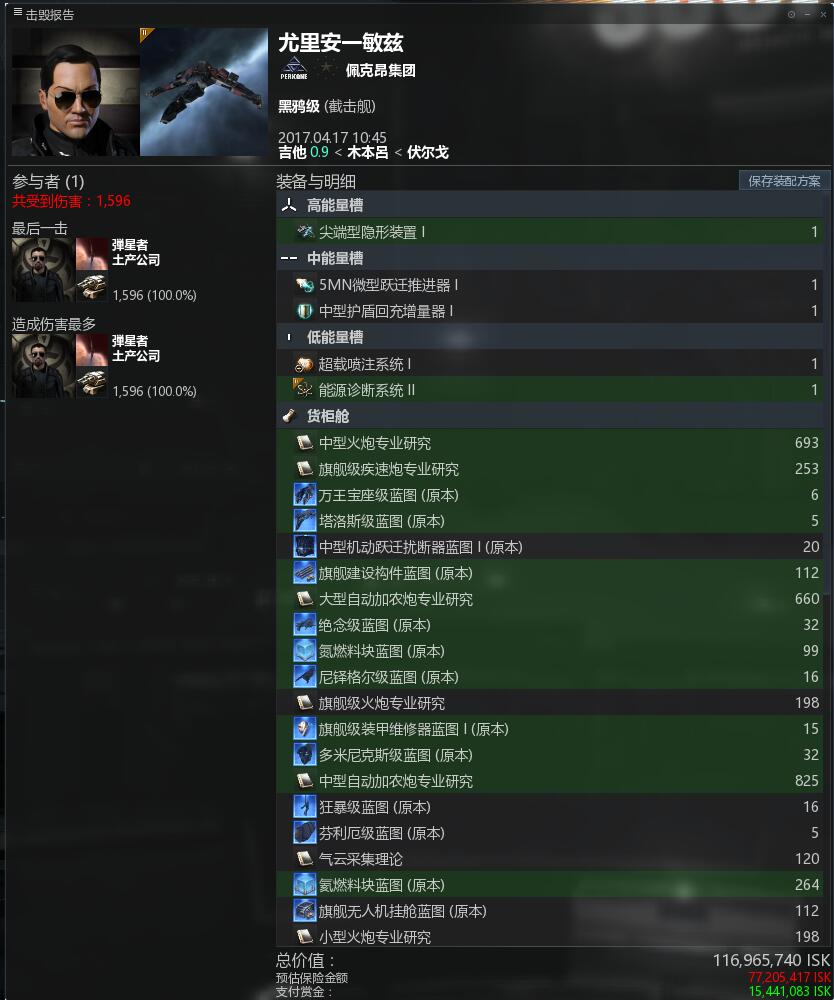 击毁报告
尤里安一敏兹
PERKONE
佩克昂集团
黑鸦级 (截击舰)
2017.04.17 10:45
吉他 0.9 < 木本吕 < 伏尔戈
参与者 (1)
共受到伤害：1,596
最后一击
弹星者
土产公司
1,596 (100.0%)
造成伤害最多
弹星者
土产公司
1,596 (100.0%)
装备与明细
保存装配方案
高能量槽
尖端型隐形装置 I 1
中能量槽
5MN微型跃迁推进器 I 1
中型护盾回充增量器 I 1
低能量槽
超载喷注系统 I 1
能源诊断系统 II 1
货柜舱
中型火炮专业研究 693
旗舰级疾速炮专业研究 253
万王宝座级蓝图 (原本) 6
塔洛斯级蓝图 (原本) 5
中型机动跃迁扰断器蓝图 I (原本) 20
旗舰建设构件蓝图 (原本) 112
大型自动加农炮专业研究 660
绝念级蓝图 (原本) 32
氮燃料块蓝图 (原本) 99
尼铎格尔级蓝图 (原本) 16
旗舰级火炮专业研究 198
旗舰级装甲维修器蓝图 I (原本) 15
多米尼克斯级蓝图 (原本) 32
中型自动加农炮专业研究 825
狂暴级蓝图 (原本) 16
芬利厄级蓝图 (原本) 5
气云采集理论 120
氦燃料块蓝图 (原本) 264
旗舰无人机挂舱蓝图 (原本) 112
小型火炮专业研究 198
总价值： 116,965,740 ISK
预估保险金额 77,205,417 ISK
支付赏金： 15,441,083 ISK